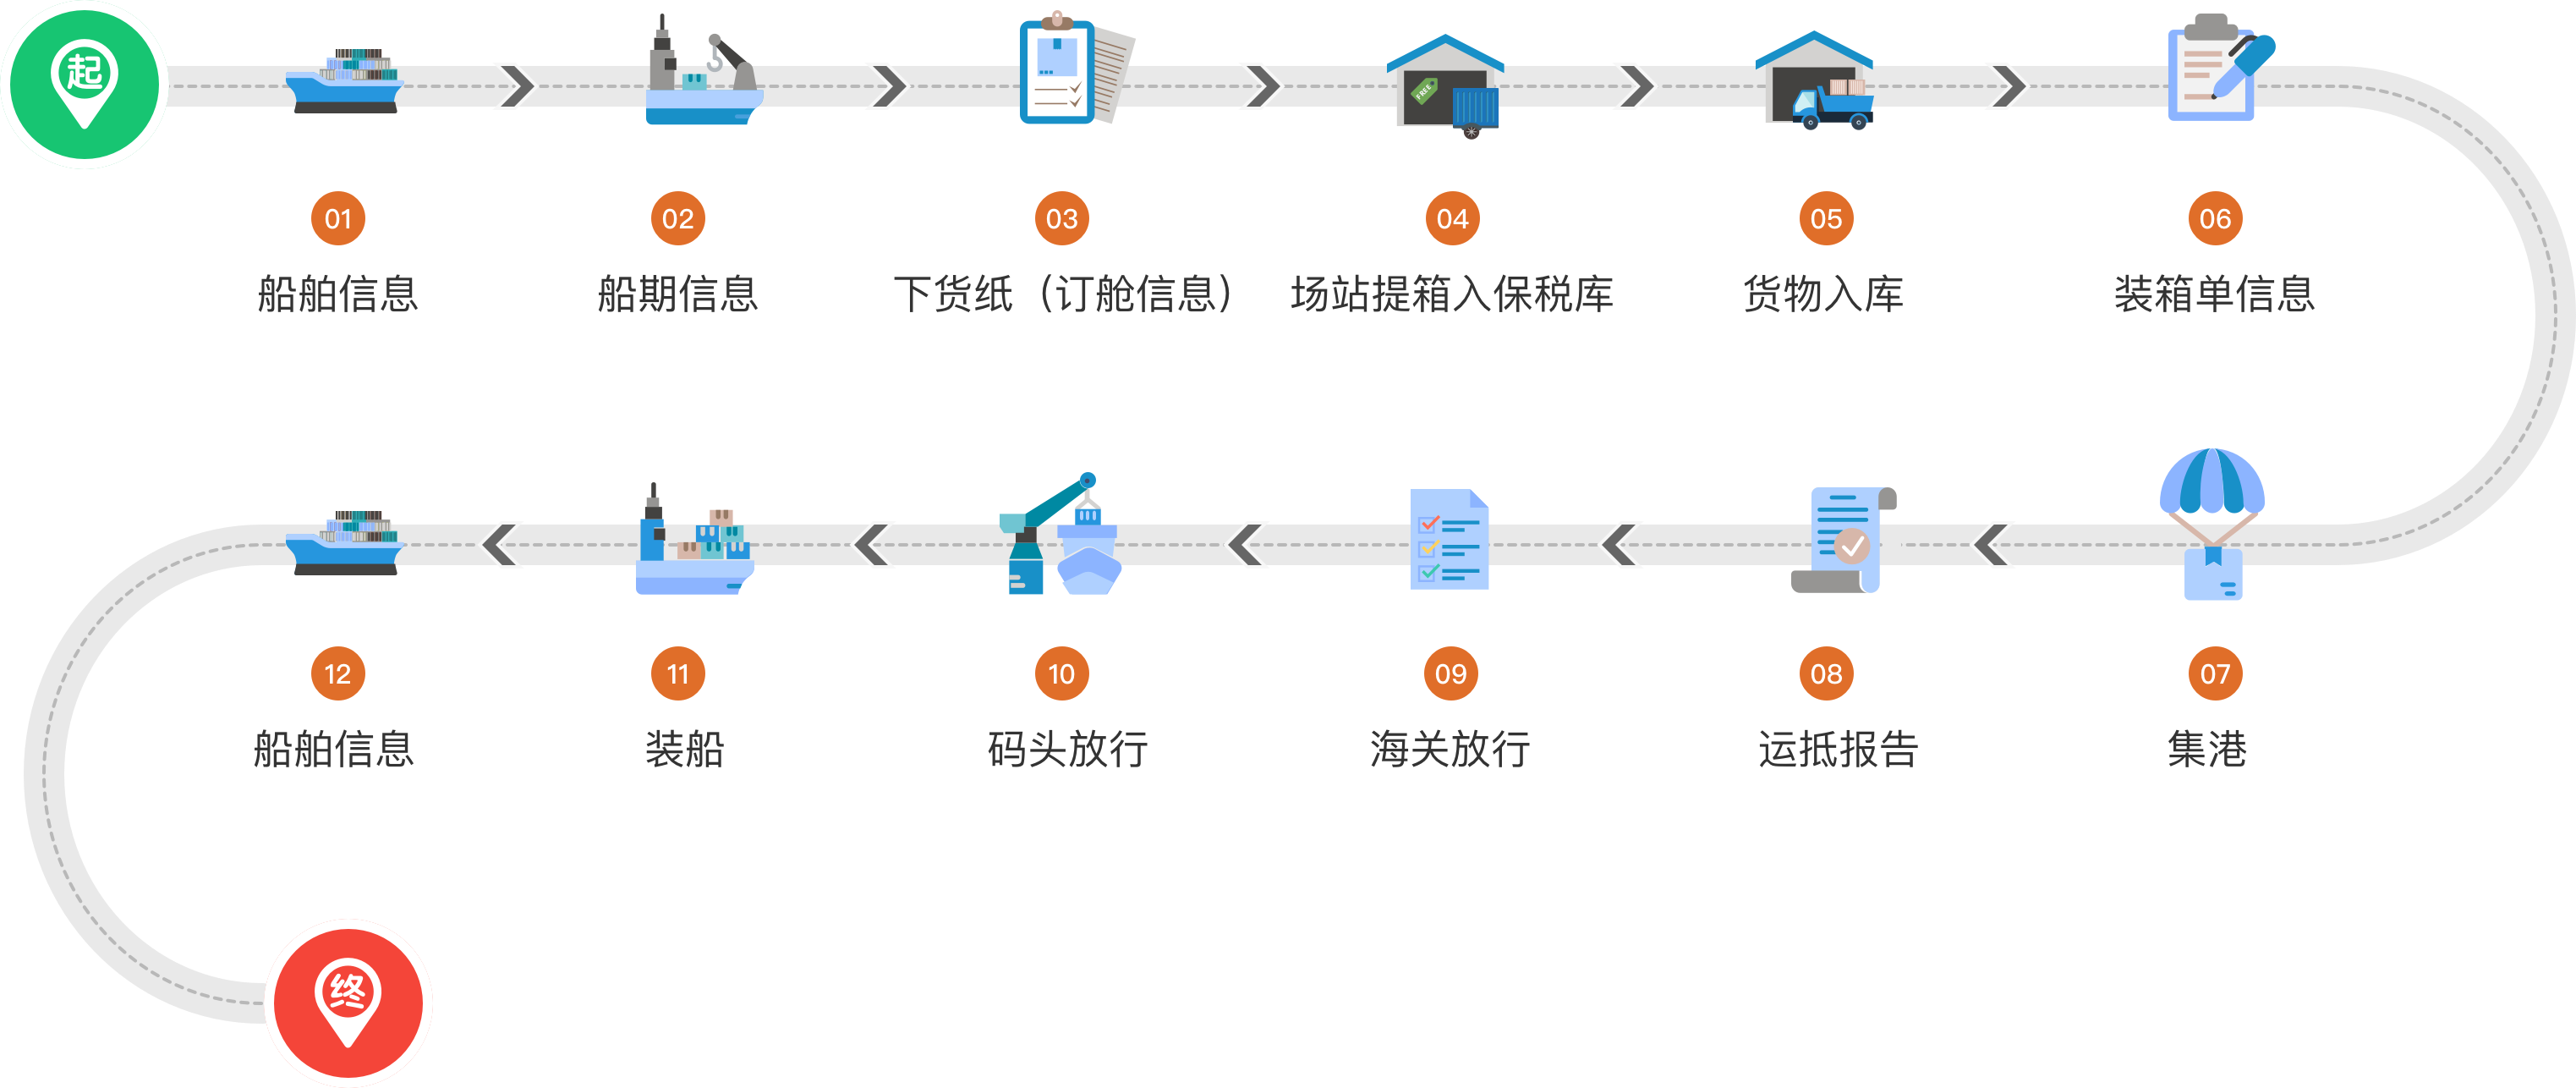 起
01
船舶信息
02
船期信息
03
下货纸（订舱信息）
04
场站提箱入保税库
FREE
05
货物入库
06
装箱单信息
07
集港
08
运抵报告
09
海关放行
10
码头放行
11
装船
12
船舶信息
终